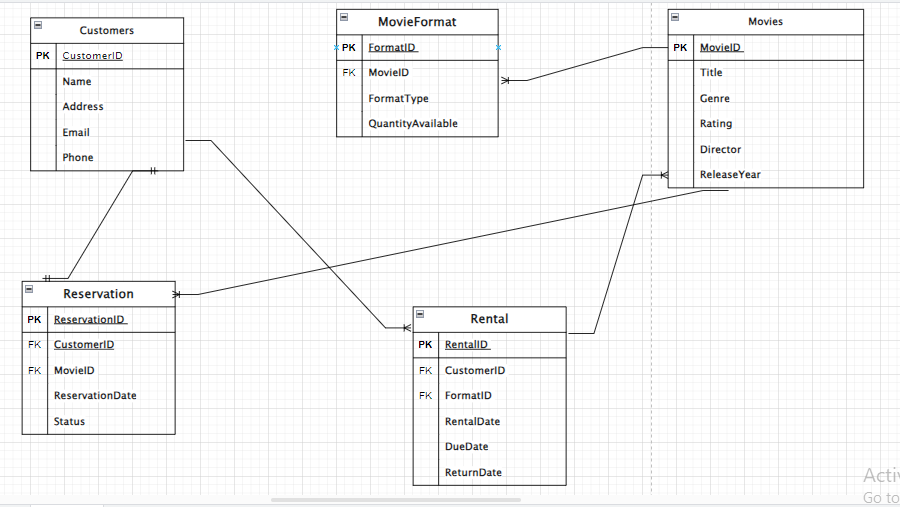 Customers
PK CustomerID
Name
Address
Email
Phone
MovieFormat
PK FormatID
FK MovieID
FormatType
QuantityAvailable
Movies
PK MovieID
Title
Genre
Rating
Director
ReleaseYear
Reservation
PK ReservationID
FK CustomerID
FK MovieID
ReservationDate
Status
Rental
PK RentalID
FK CustomerID
FK FormatID
RentalDate
DueDate
ReturnDate
Activ
Go to